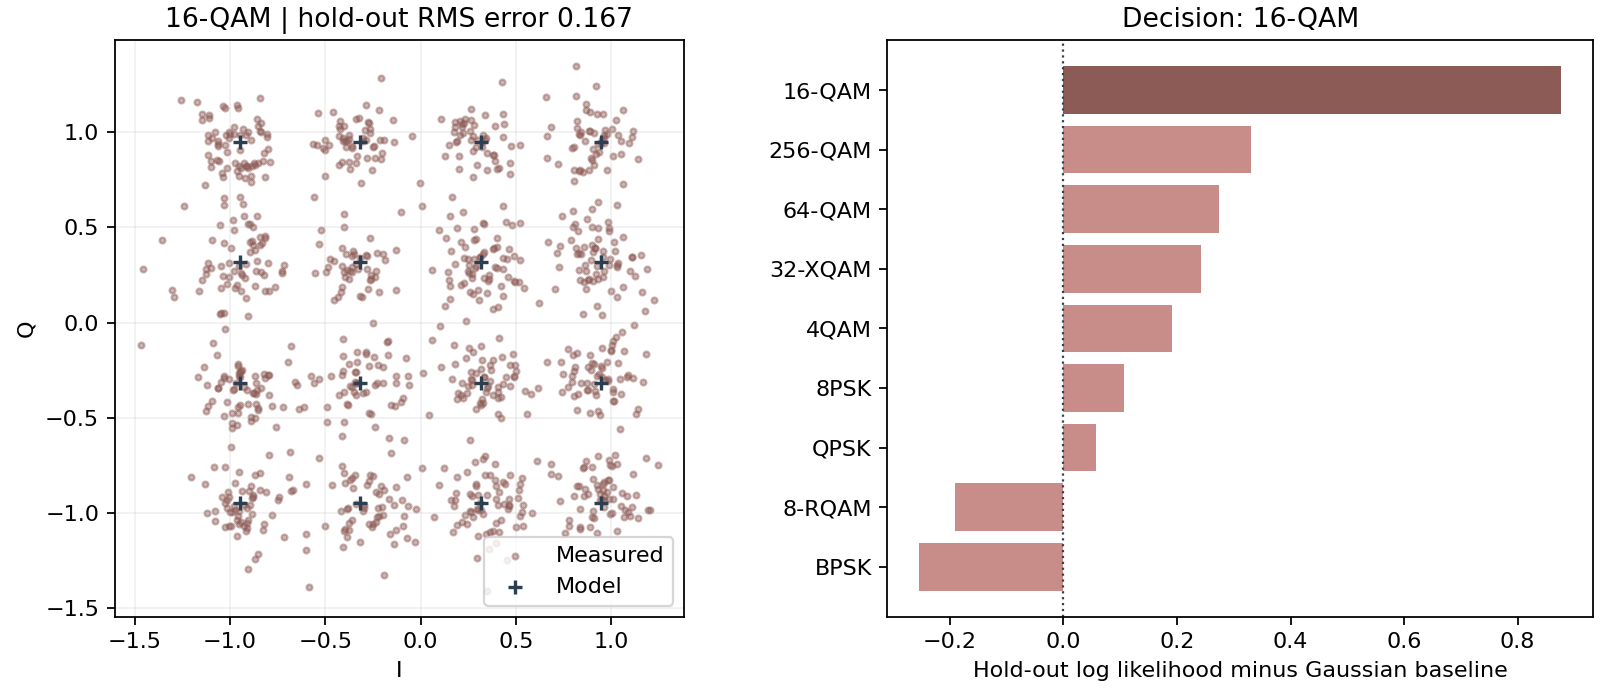 16-QAM | hold-out RMS error 0.167
1.0
0.5
0.0
−0.5
−1.0
−1.5
Q
−1.5 −1.0 −0.5 0.0 0.5 1.0
I
Measured
Model
Decision: 16-QAM
16-QAM
256-QAM
64-QAM
32-XQAM
4QAM
8PSK
QPSK
8-RQAM
BPSK
−0.2 0.0 0.2 0.4 0.6 0.8
Hold-out log likelihood minus Gaussian baseline